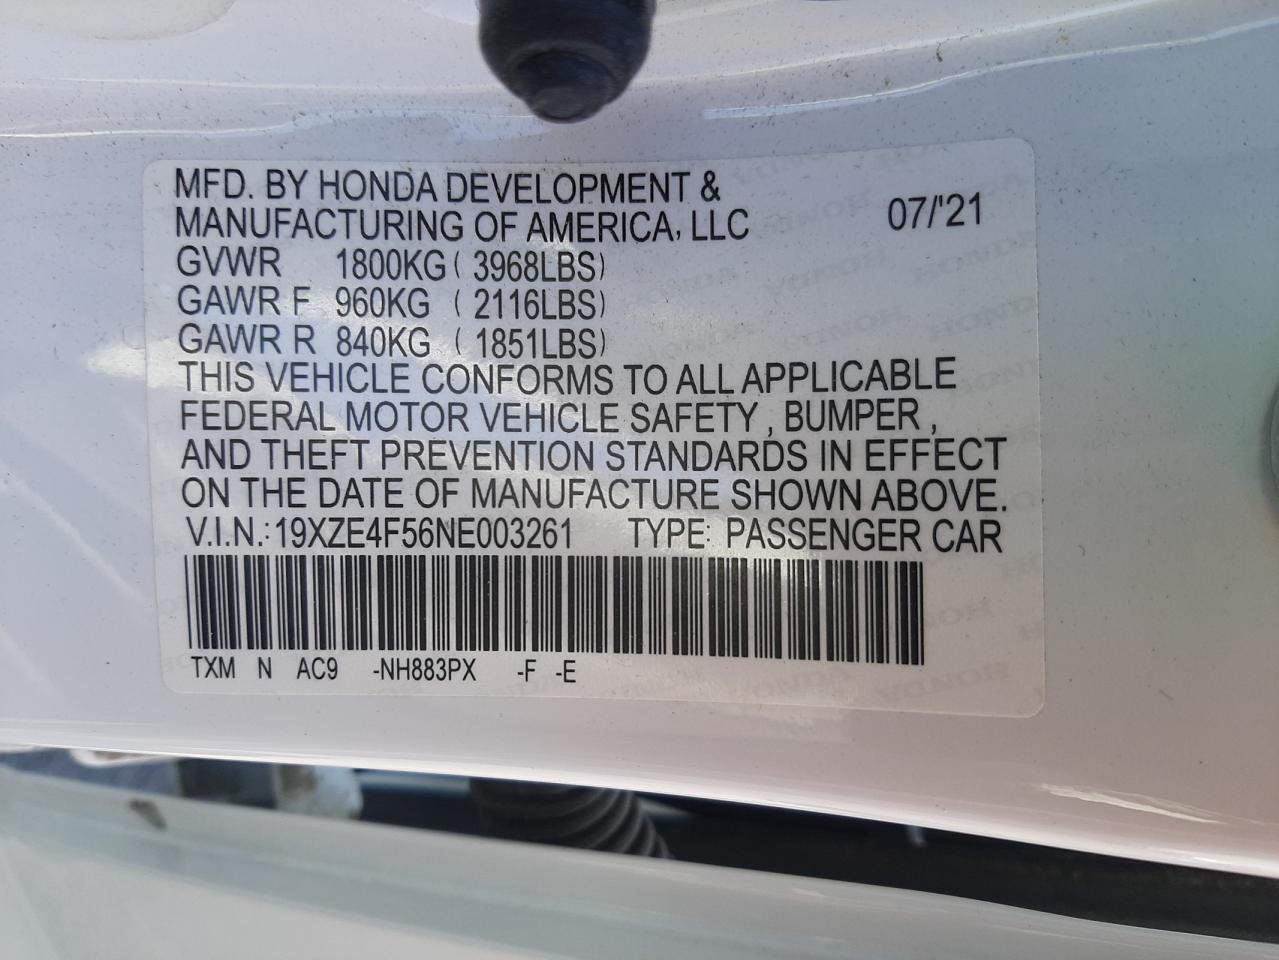 MFD. BY HONDA DEVELOPMENT &
MANUFACTURING OF AMERICA, LLC 07/'21
GVWR 1800KG ( 3968LBS)
GAWR F 960KG ( 2116LBS)
GAWR R 840KG ( 1851LBS)
THIS VEHICLE CONFORMS TO ALL APPLICABLE
FEDERAL MOTOR VEHICLE SAFETY , BUMPER ,
AND THEFT PREVENTION STANDARDS IN EFFECT
ON THE DATE OF MANUFACTURE SHOWN ABOVE.
V.I.N.: 19XZE4F56NE003261 TYPE: PASSENGER CAR
TXM N AC9 -NH883PX -F -E